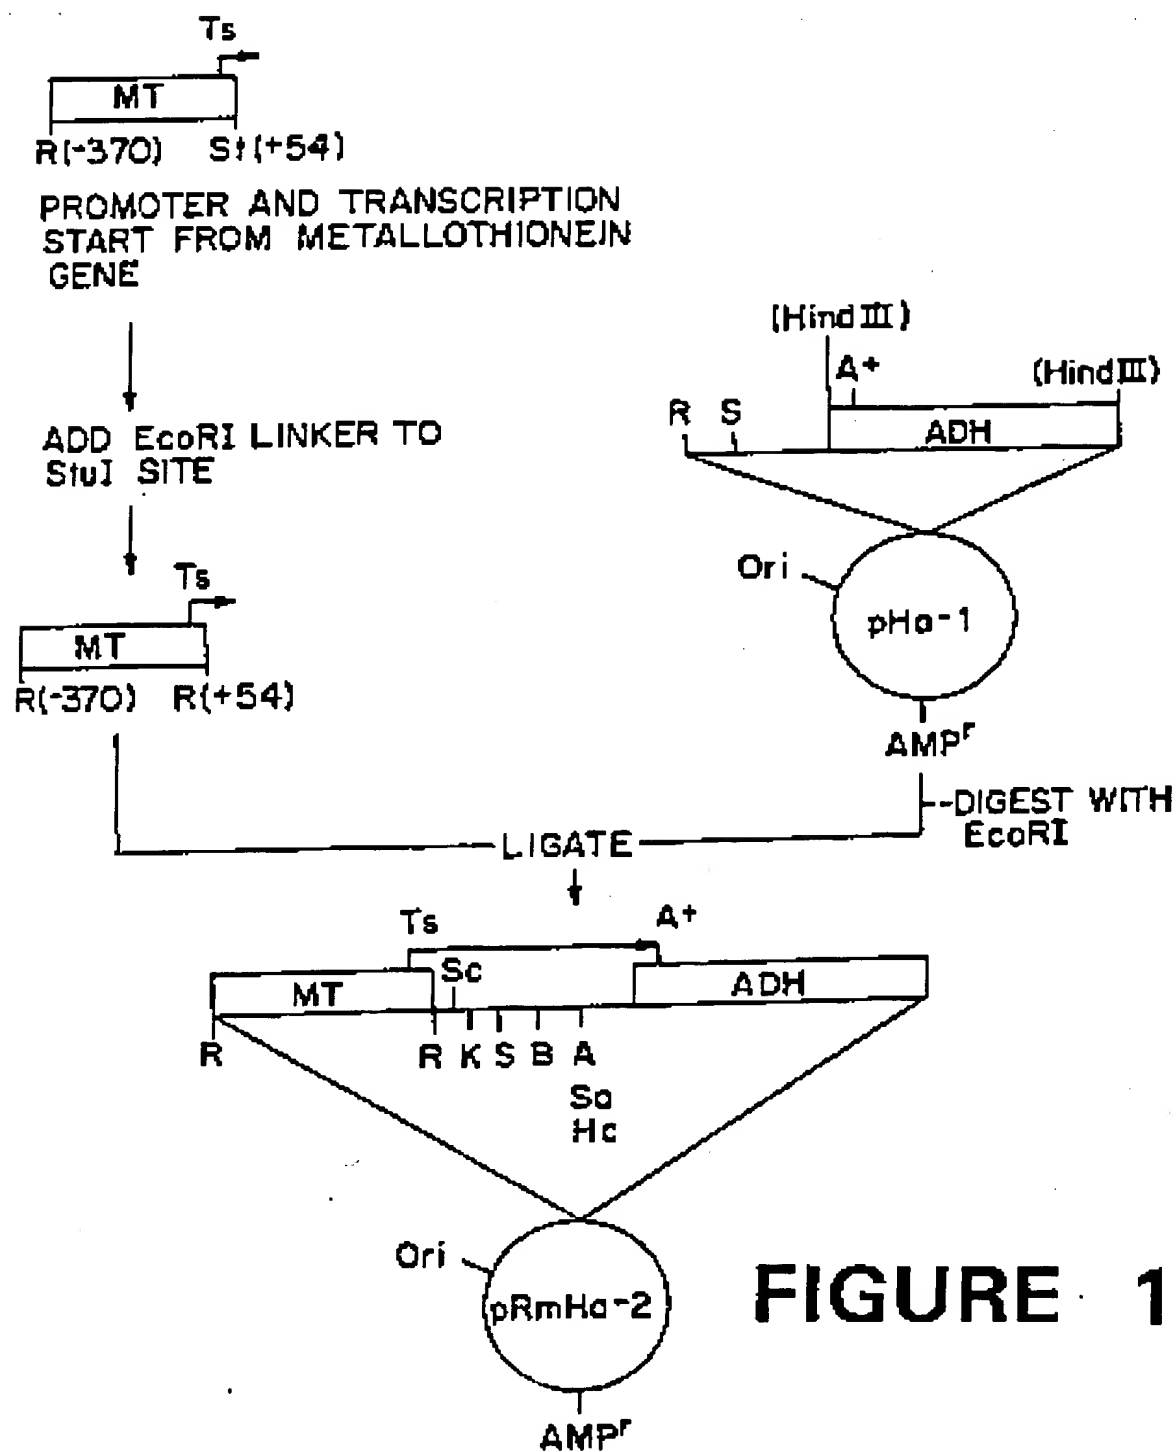 Ts
MT
R(-370) St(+54)
PROMOTER AND TRANSCRIPTION
START FROM METALLOTHIONEIN
GENE
ADD EcoRI LINKER TO
StuI SITE
Ts
MT
R(-370) R(+54)
(Hind III)
A+
(Hind III)
R S
ADH
Ori
pHa-1
AMPr
DIGEST WITH
EcoRI
LIGATE
Ts
A+
Sc
MT
ADH
R
R K S B A
Sa
Hc
Ori
pRmHa-2
AMPr
FIGURE 1